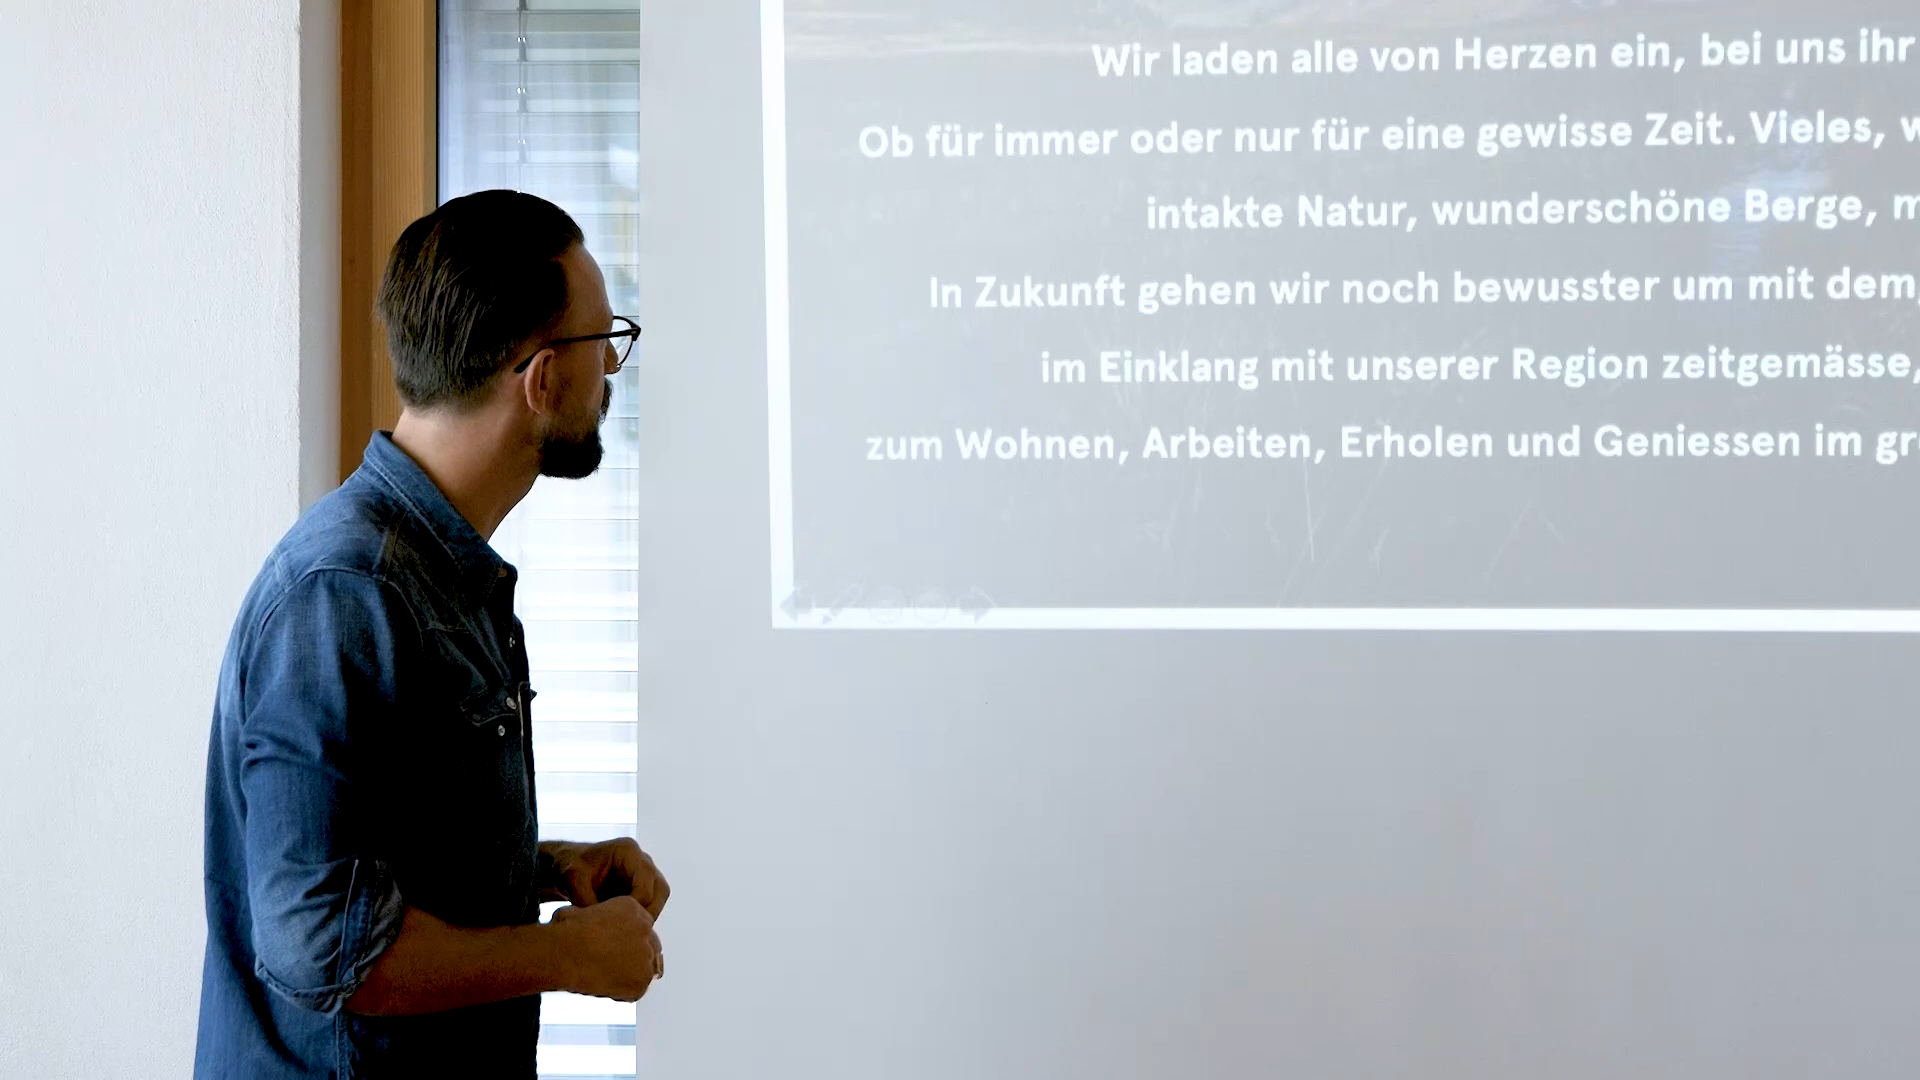 Wir laden alle von Herzen ein, bei uns ihr
Ob für immer oder nur für eine gewisse Zeit. Vieles,
intakte Natur, wunderschöne Berge,
In Zukunft gehen wir noch bewusster um mit dem,
im Einklang mit unserer Region zeitgemässe,
zum Wohnen, Arbeiten, Erholen und Geniessen im